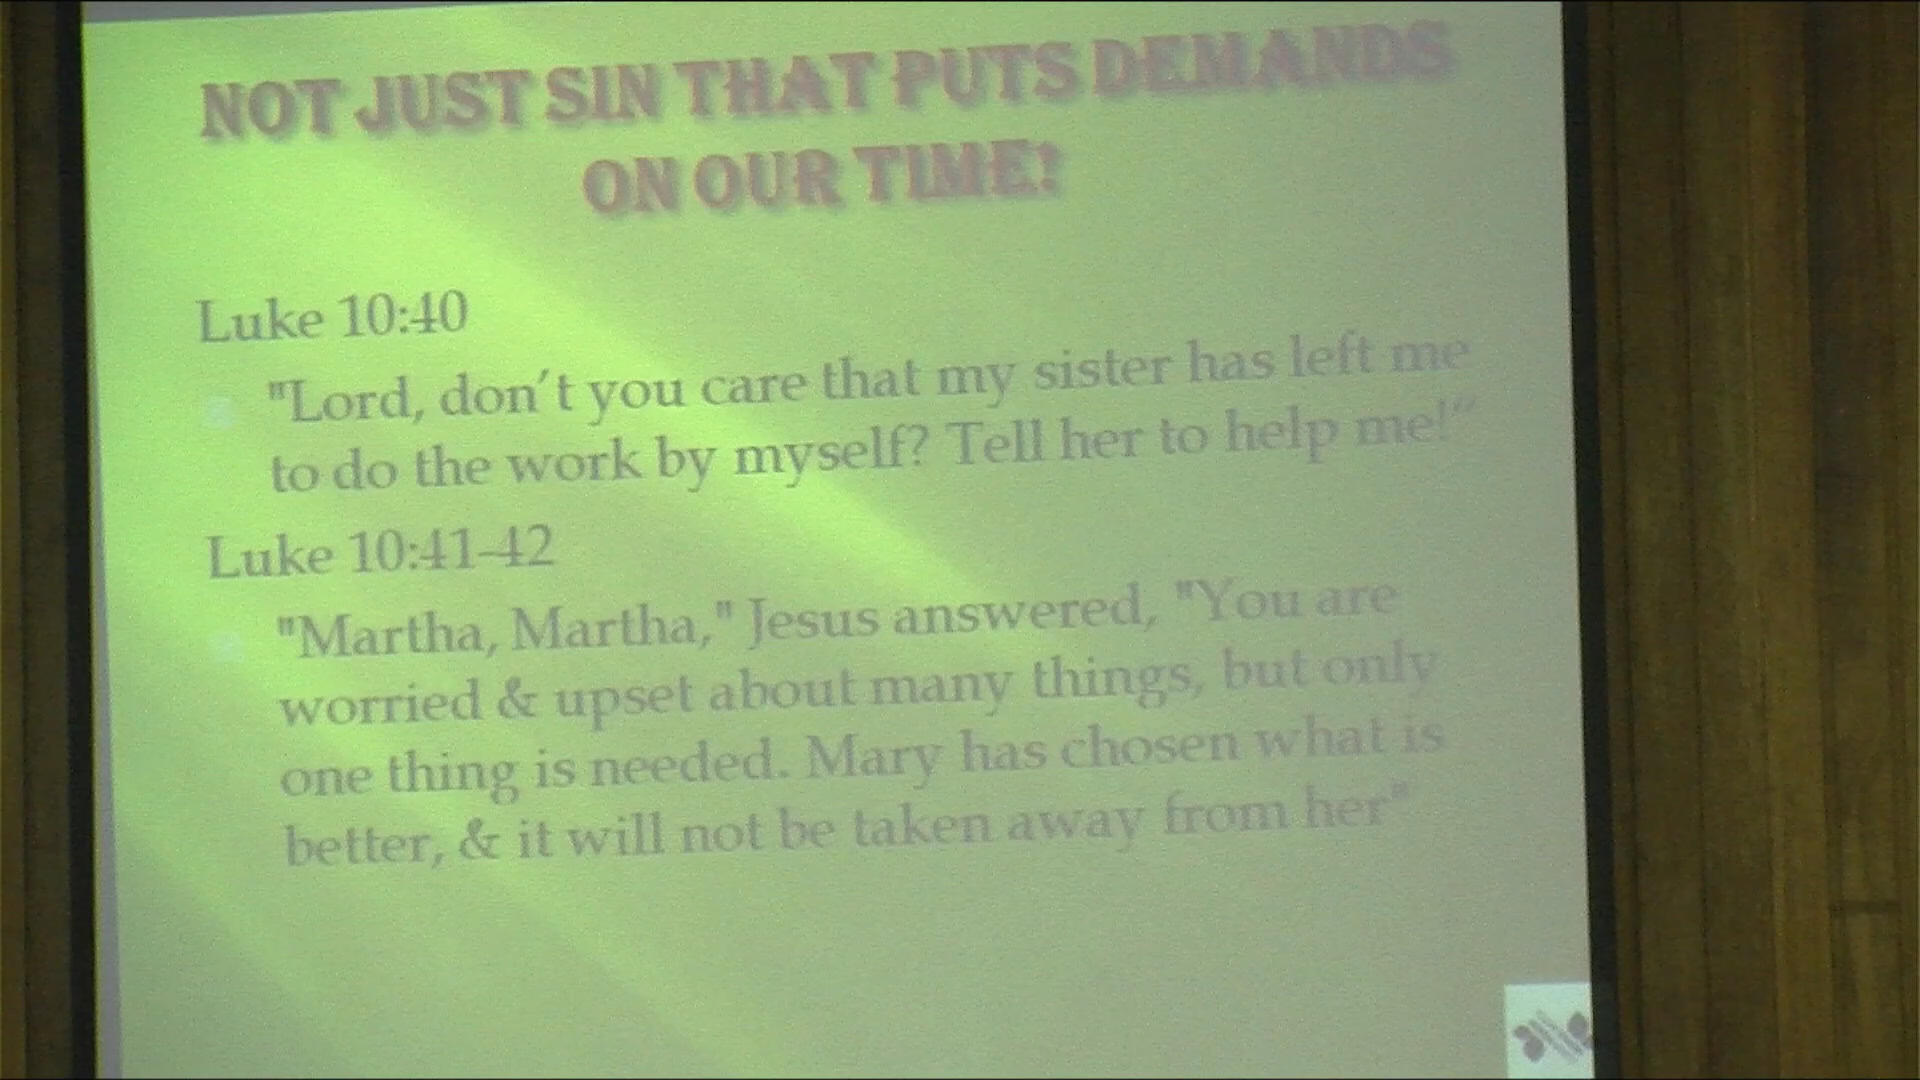 NOT JUST SIN THAT PUTS DEMANDS
ON OUR TIME!
Luke 10:40
"Lord, don't you care that my sister has left me
to do the work by myself? Tell her to help me!"
Luke 10:41-42
"Martha, Martha," Jesus answered, "You are
worried & upset about many things, but only
one thing is needed. Mary has chosen what is
better, & it will not be taken away from her"